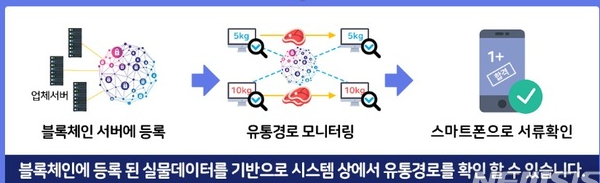 업체서버
5kg
5kg
10kg
10kg
1+
합격
블록체인 서버에 등록
유통경로 모니터링
스마트폰으로 서류확인
블록체인에 등록 된 실물데이터를 기반으로 시스템 상에서 유통경로를 확인 할 수 있습니다.
NEWSIS